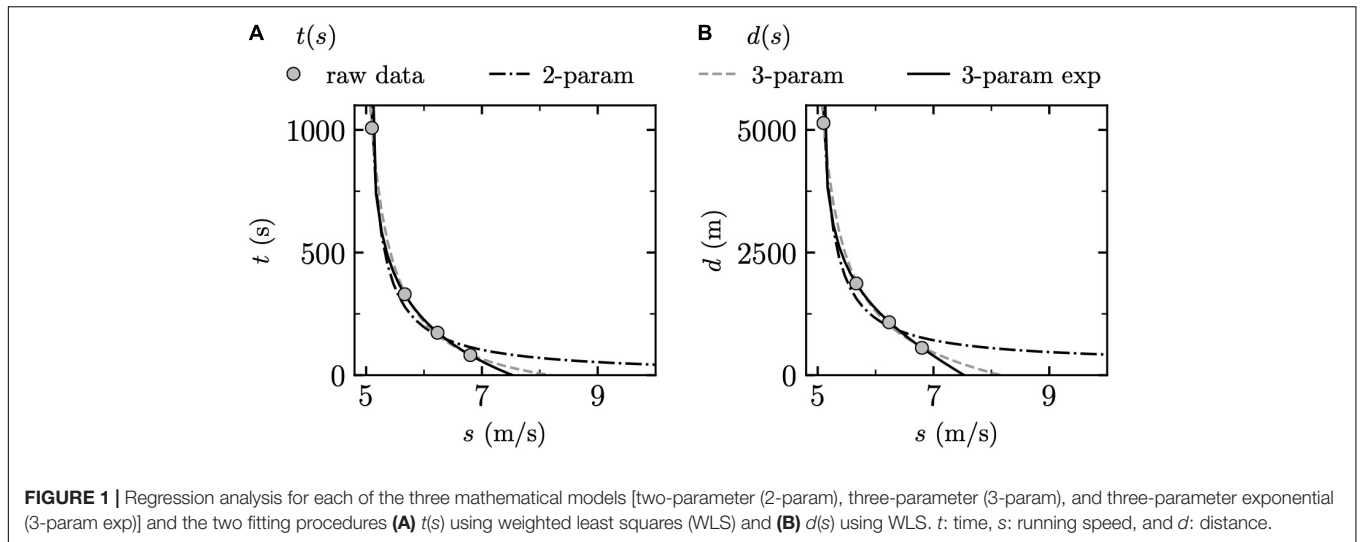 A t(s)
B d(s)
raw data 2-param 3-param 3-param exp
1000
500
0
t (s)
5 7 9
s (m/s)
5000
2500
0
d (m)
5 7 9
s (m/s)
FIGURE 1 | Regression analysis for each of the three mathematical models [two-parameter (2-param), three-parameter (3-param), and three-parameter exponential
(3-param exp)] and the two fitting procedures (A) t(s) using weighted least squares (WLS) and (B) d(s) using WLS. t: time, s: running speed, and d: distance.